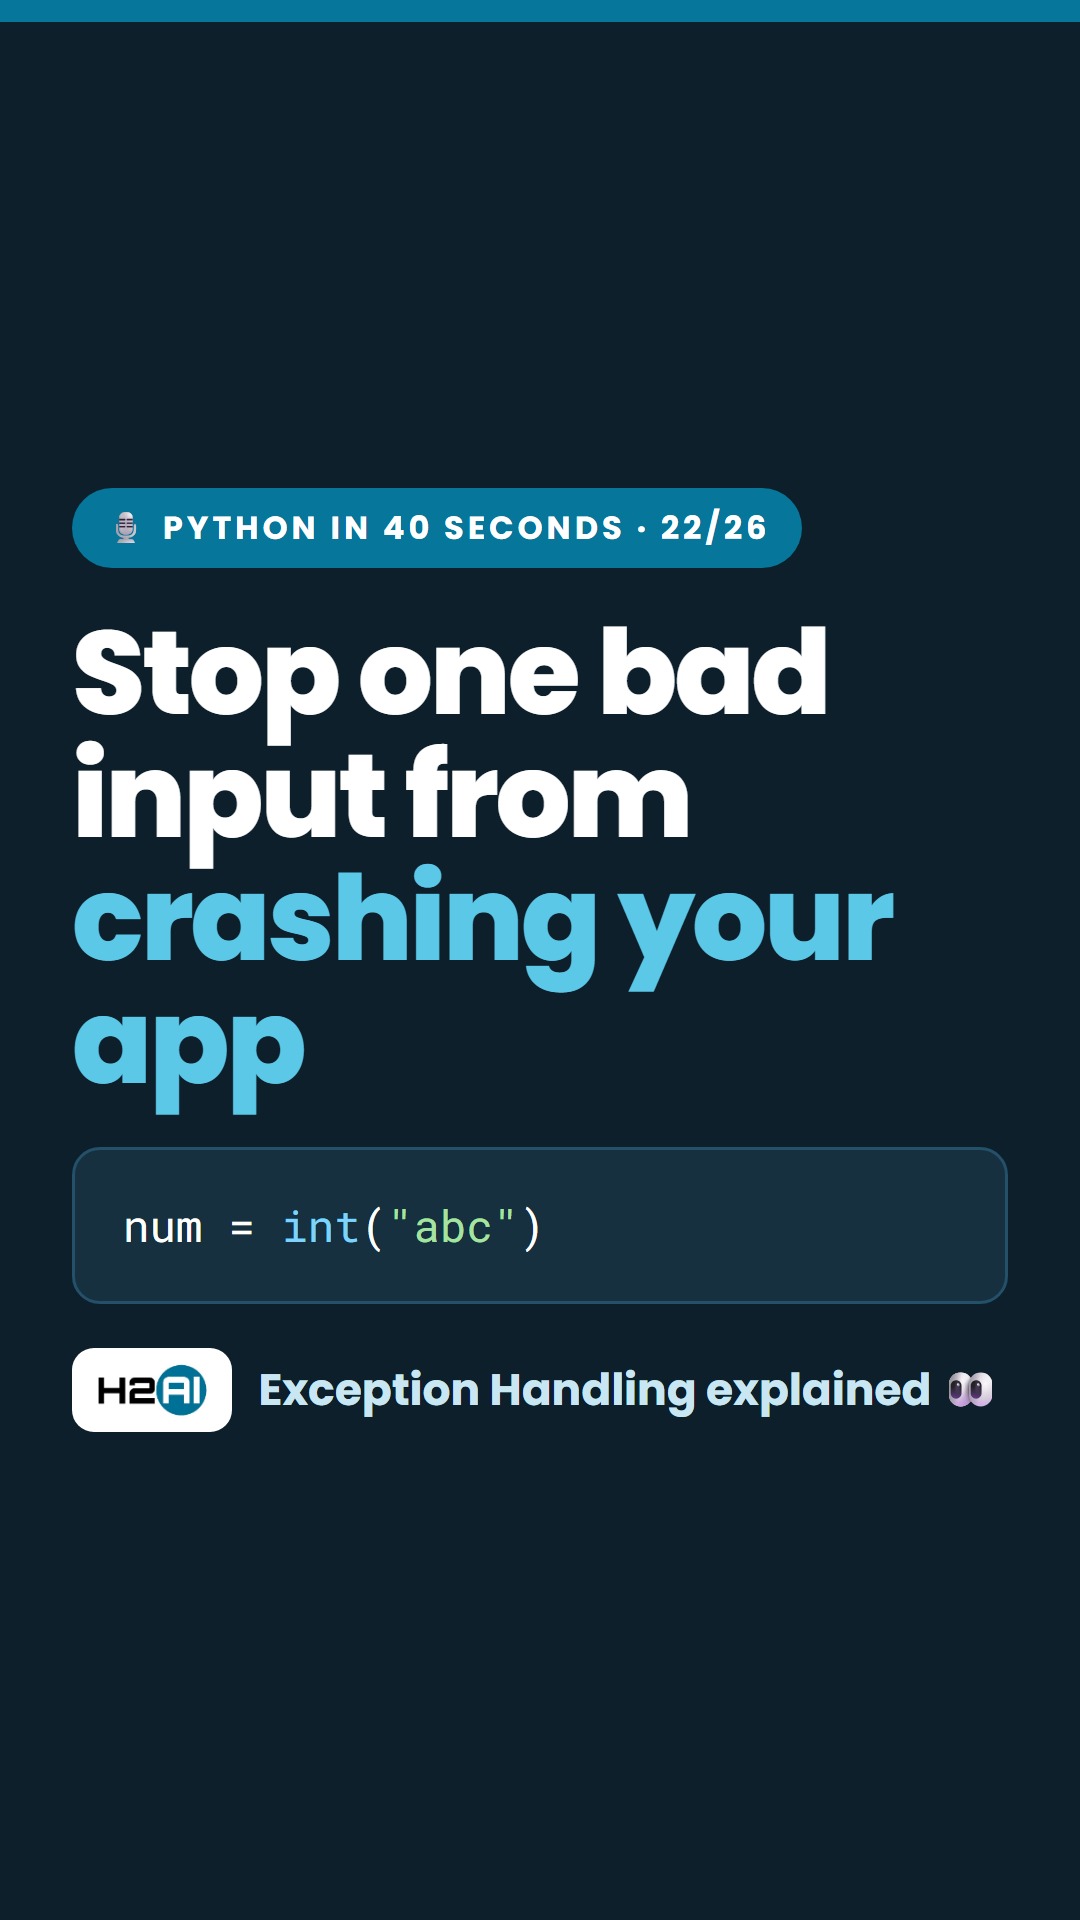 🎙️ PYTHON IN 40 SECONDS · 22/26
Stop one bad
input from
crashing your
app
num = int("abc")
H2AI
Exception Handling explained 👀